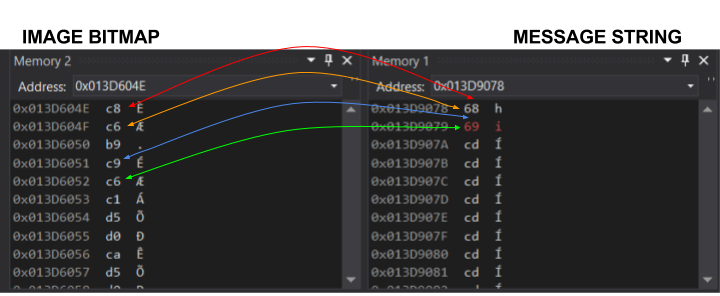 IMAGE BITMAP
MESSAGE STRING
Memory 2
Address: 0x013D604E
0x013D604E c8 È
0x013D604F c6 Æ
0x013D6050 b9 .
0x013D6051 c9 É
0x013D6052 c6 Æ
0x013D6053 c1 Á
0x013D6054 d5 Õ
0x013D6055 d0 Ð
0x013D6056 ca Ê
0x013D6057 d5 Õ
Memory 1
Address: 0x013D9078
0x013D9078 68 h
0x013D9079 69 i
0x013D907A cd Í
0x013D907B cd Í
0x013D907C cd Í
0x013D907D cd Í
0x013D907E cd Í
0x013D907F cd Í
0x013D9080 cd Í
0x013D9081 cd Í